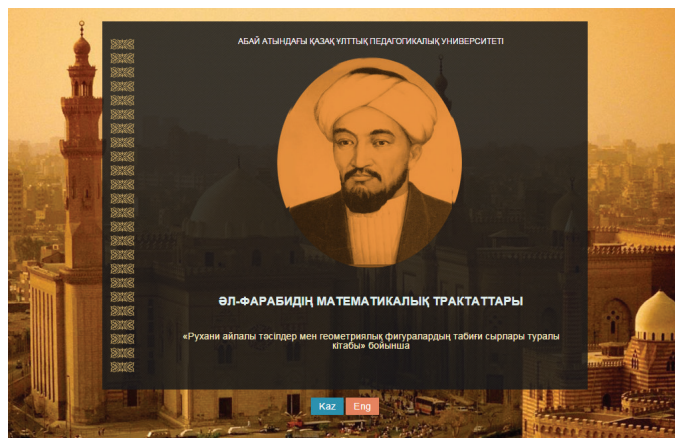 АБАЙ АТЫНДАҒЫ ҚАЗАҚ ҰЛТТЫҚ ПЕДАГОГИКАЛЫҚ УНИВЕРСИТЕТІ
ӘЛ-ФАРАБИДІҢ МАТЕМАТИКАЛЫҚ ТРАКТАТТАРЫ
«Рухани айлалы тәсілдер мен геометриялық фигуралардың табиғи сырлары туралы
кітабы» бойынша
Kaz Eng